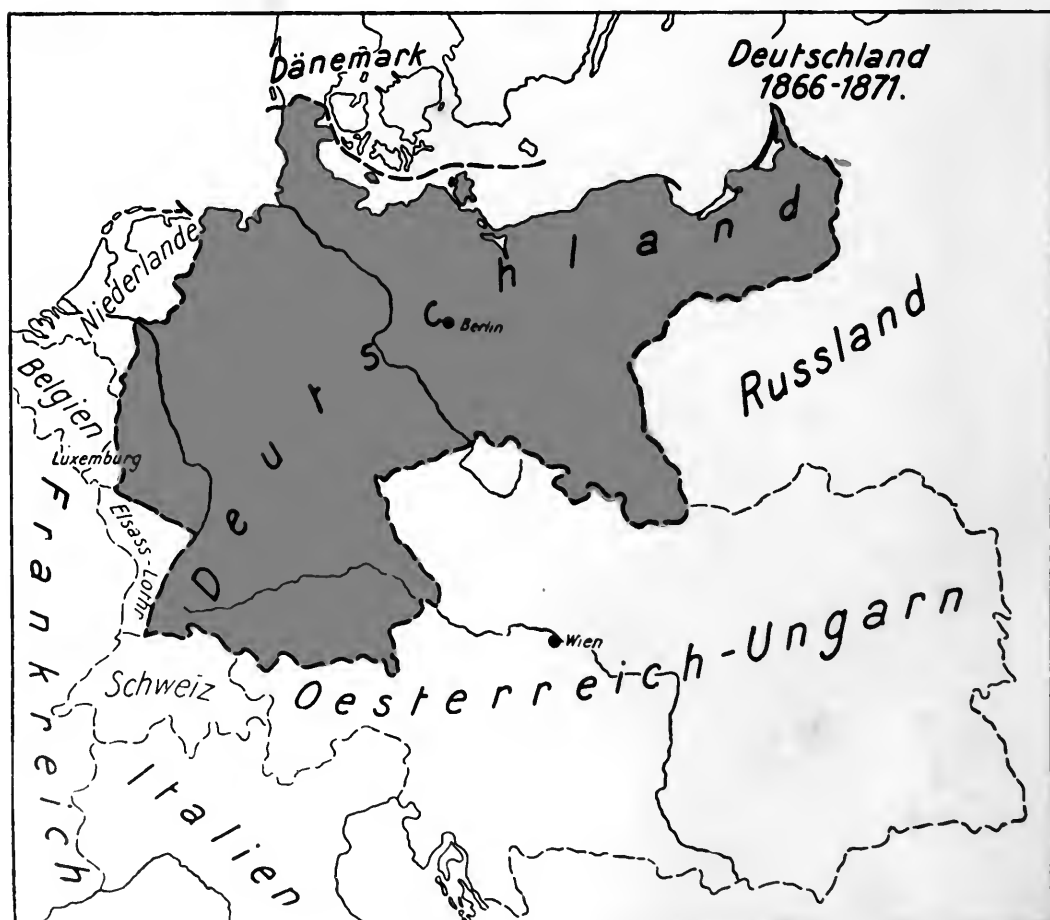 Dänemark
Deutschland
1866-1871.
Niederlande
Belgien
Luxemburg
Elsass-Lothr.
Frankreich
Deutschland
Berlin
Russland
Schweiz
Oesterreich-Ungarn
Wien
Italien